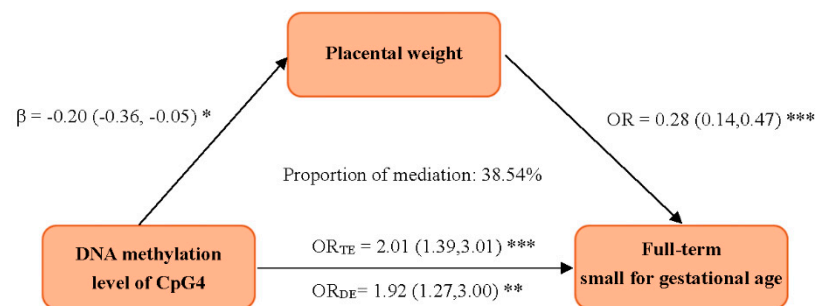 Placental weight
β = -0.20 (-0.36, -0.05) *
OR = 0.28 (0.14,0.47) ***
Proportion of mediation: 38.54%
DNA methylation
level of CpG4
ORTE = 2.01 (1.39,3.01) ***
ORDE= 1.92 (1.27,3.00) **
Full-term
small for gestational age